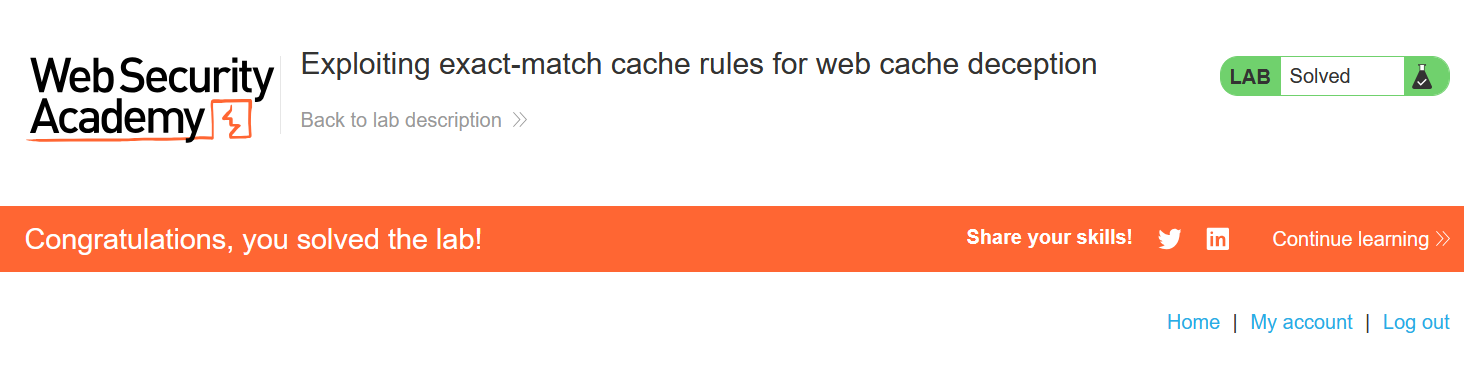 Web Security
Academy
Exploiting exact-match cache rules for web cache deception
Back to lab description
LAB Solved
Congratulations, you solved the lab!
Share your skills!
Continue learning
Home | My account | Log out